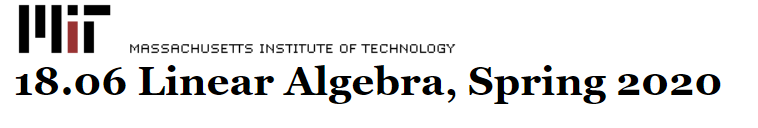 MIT
MASSACHUSETTS INSTITUTE OF TECHNOLOGY
18.06 Linear Algebra, Spring 2020